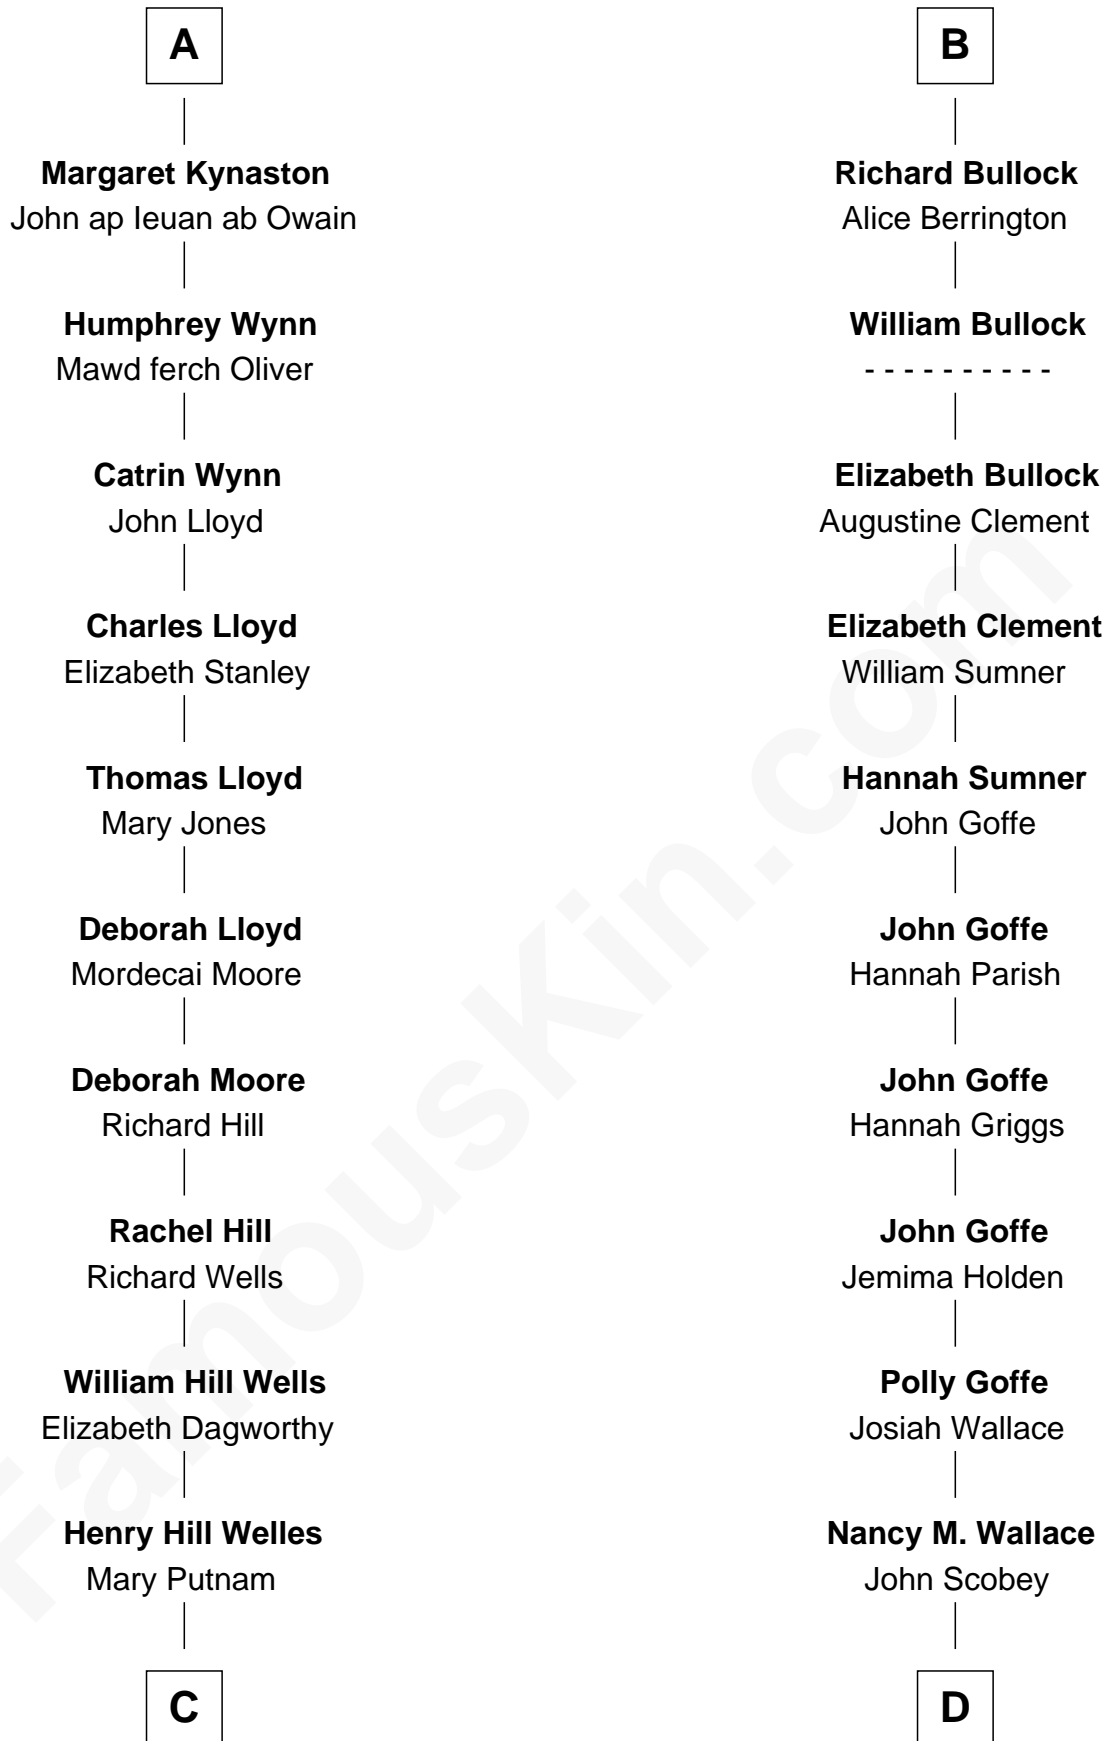 A
Margaret Kynaston
John ap Ieuan ab Owain
Humphrey Wynn
Mawd ferch Oliver
Catrin Wynn
John Lloyd
Charles Lloyd
Elizabeth Stanley
Thomas Lloyd
Mary Jones
Deborah Lloyd
Mordecai Moore
Deborah Moore
Richard Hill
Rachel Hill
Richard Wells
William Hill Wells
Elizabeth Dagworthy
Henry Hill Welles
Mary Putnam
C
B
Richard Bullock
Alice Berrington
William Bullock
- - - - - - - - - -
Elizabeth Bullock
Augustine Clement
Elizabeth Clement
William Sumner
Hannah Sumner
John Goffe
John Goffe
Hannah Parish
John Goffe
Hannah Griggs
John Goffe
Jemima Holden
Polly Goffe
Josiah Wallace
Nancy M. Wallace
John Scobey
D
FamousKin.com